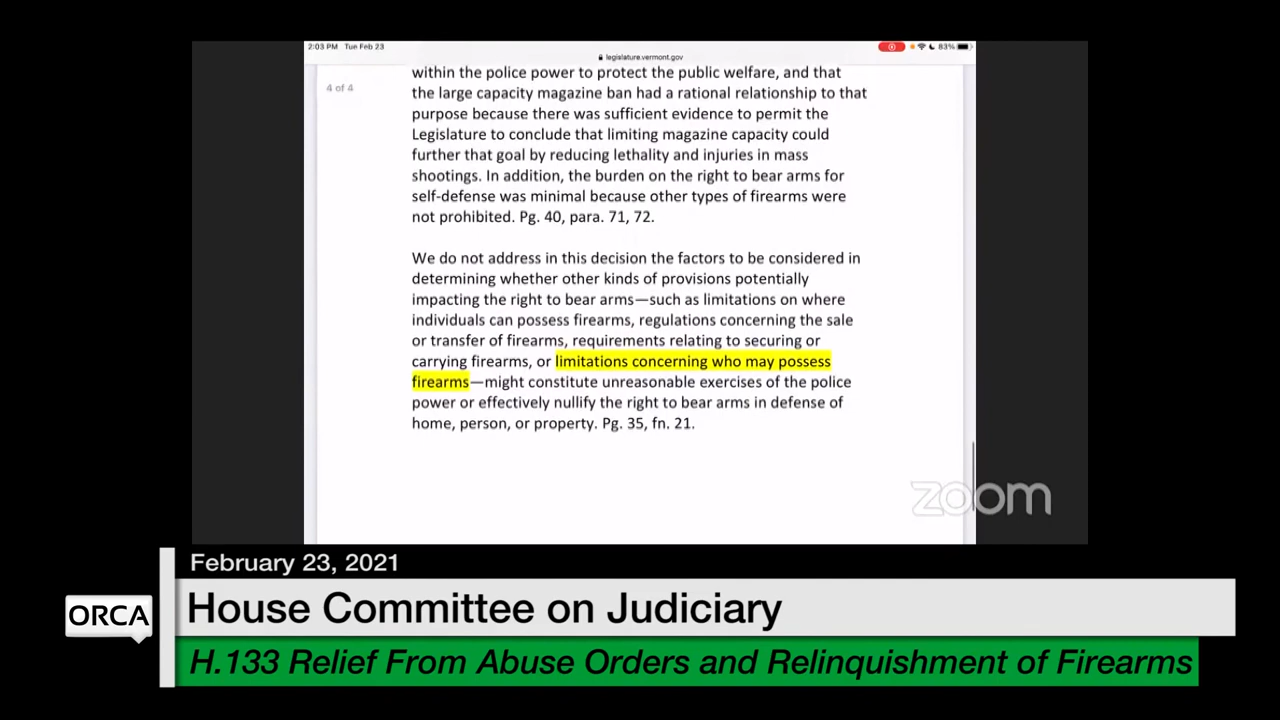 2:03 PM Tue Feb 23
83%
legislature.vermont.gov
4 of 4
within the police power to protect the public welfare, and that
the large capacity magazine ban had a rational relationship to that
purpose because there was sufficient evidence to permit the
Legislature to conclude that limiting magazine capacity could
further that goal by reducing lethality and injuries in mass
shootings. In addition, the burden on the right to bear arms for
self-defense was minimal because other types of firearms were
not prohibited. Pg. 40, para. 71, 72.
We do not address in this decision the factors to be considered in
determining whether other kinds of provisions potentially
impacting the right to bear arms—such as limitations on where
individuals can possess firearms, regulations concerning the sale
or transfer of firearms, requirements relating to securing or
carrying firearms, or limitations concerning who may possess
firearms—might constitute unreasonable exercises of the police
power or effectively nullify the right to bear arms in defense of
home, person, or property. Pg. 35, fn. 21.
zoom
February 23, 2021
ORCA
House Committee on Judiciary
H.133 Relief From Abuse Orders and Relinquishment of Firearms